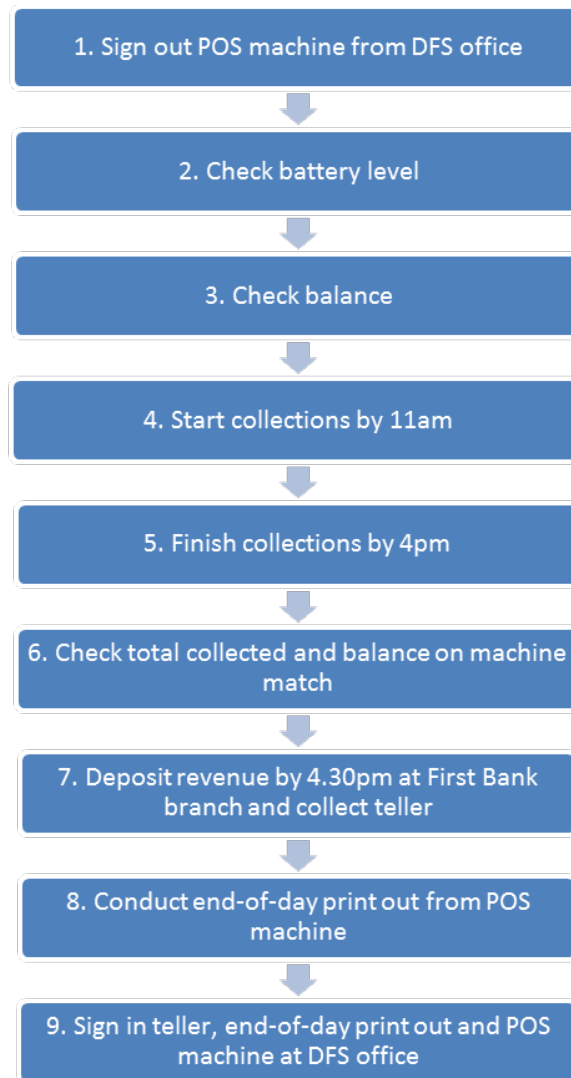 1. Sign out POS machine from DFS office
2. Check battery level
3. Check balance
4. Start collections by 11am
5. Finish collections by 4pm
6. Check total collected and balance on machine
match
7. Deposit revenue by 4.30pm at First Bank
branch and collect teller
8. Conduct end-of-day print out from POS
machine
9. Sign in teller, end-of-day print out and POS
machine at DFS office